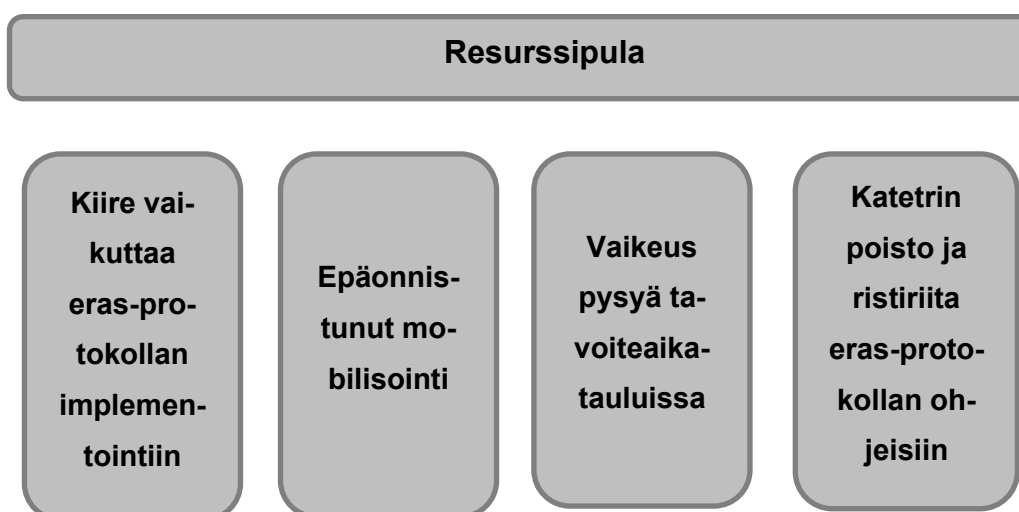 Resurssipula
Kiire vai-
kuttaa
eras-pro-
tokollan
implemen-
tointiin
Epäonnis-
tunut mo-
bilisointi
Vaikeus
pysyä ta-
voiteaika-
tauluissa
Katetrin
poisto ja
ristiriita
eras-proto-
kollan oh-
jeisiin